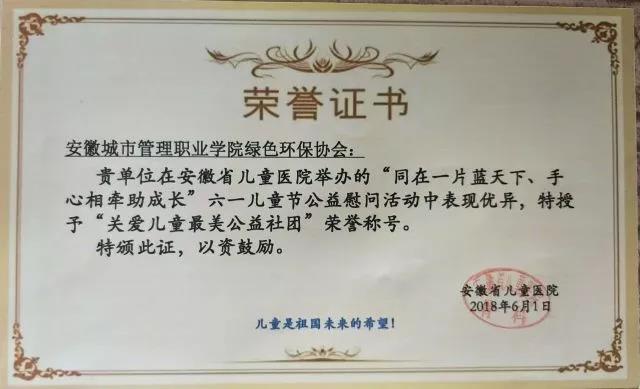 荣誉证书
安徽城市管理职业学院绿色环保协会：
贵单位在安徽省儿童医院举办的“同在一片蓝天下、手
心相牵助成长”六一儿童节公益慰问活动中表现优异，特授
予“关爱儿童最美公益社团”荣誉称号。
特颁此证，以资鼓励。
安徽省儿童医院
2018年6月1日
儿童是祖国未来的希望！